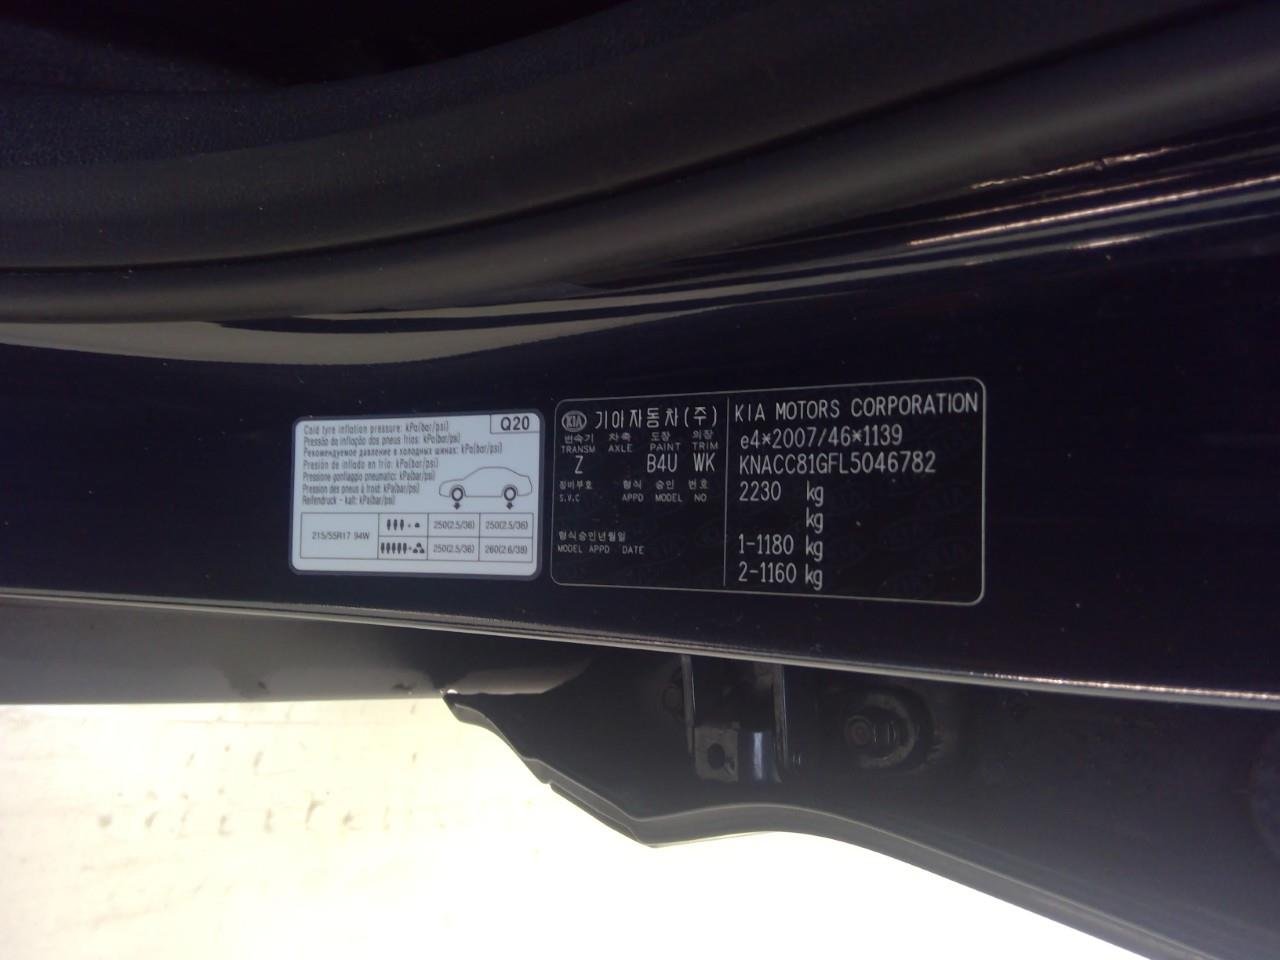 Q20
Cold tyre inflation pressure: kPa(bar/psi)
Pressão de inflação dos pneus frios: kPa(bar/psi)
Рекомендуемое давление в холодных шинах: kPa(bar/psi)
Presion de inflado en frio: kPa(bar/psi)
Pressione gonfiaggio pneumatic: kPa(bar/psi)
Pression des pneus à froid: kPa(bar/psi)
Reifendruck - kalt: kPa(bar/psi)
215/55R17 94W
250(2.5/36) 250(2.5/36)
250(2.5/36) 260(2.6/38)
KIA 기아자동차(주)
변속기 차축 도장 의장
TRANSM AXLE PAINT TRIM
Z B4U WK
장비부호 형식 승인 번호
S.V.C APPD MODEL NO
형식승인년월일
MODEL APPD DATE
KIA MOTORS CORPORATION
e4*2007/46*1139
KNACC81GFL5046782
2230 kg
kg
1-1180 kg
2-1160 kg